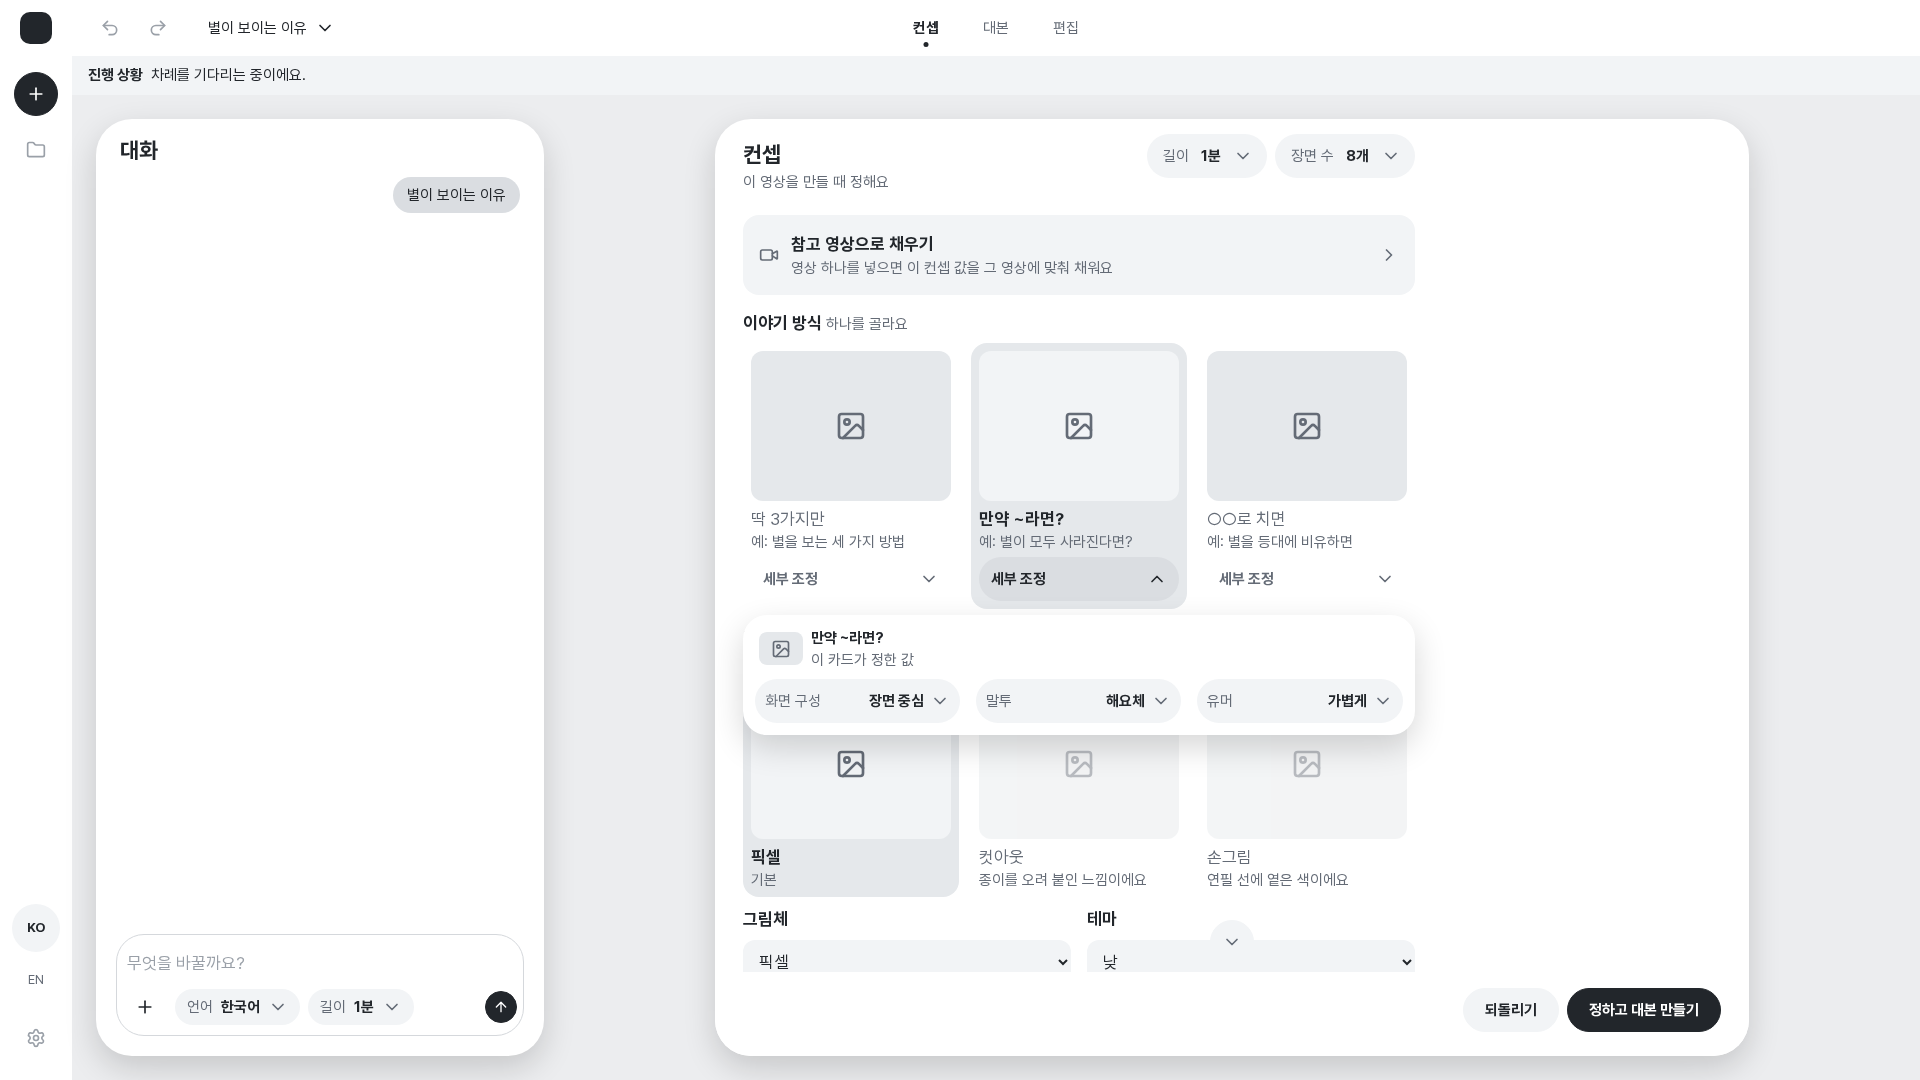 별이 보이는 이유
컨셉
대본
편집
진행 상황 차례를 기다리는 중이에요.
대화
별이 보이는 이유
무엇을 바꿀까요?
언어 한국어
길이 1분
KO
EN
컨셉
이 영상을 만들 때 정해요
길이 1분
장면 수 8개
참고 영상으로 채우기
영상 하나를 넣으면 이 컨셉 값을 그 영상에 맞춰 채워요
이야기 방식 하나를 골라요
딱 3가지만
예: 별을 보는 세 가지 방법
세부 조정
만약 ~라면?
예: 별이 모두 사라진다면?
세부 조정
○○로 치면
예: 별을 등대에 비유하면
세부 조정
만약 ~라면?
이 카드가 정한 값
화면 구성 장면 중심
말투 해요체
유머 가볍게
픽셀
기본
컷아웃
종이를 오려 붙인 느낌이에요
손그림
연필 선에 옅은 색이에요
그림체
픽셀
테마
낮
되돌리기
정하고 대본 만들기